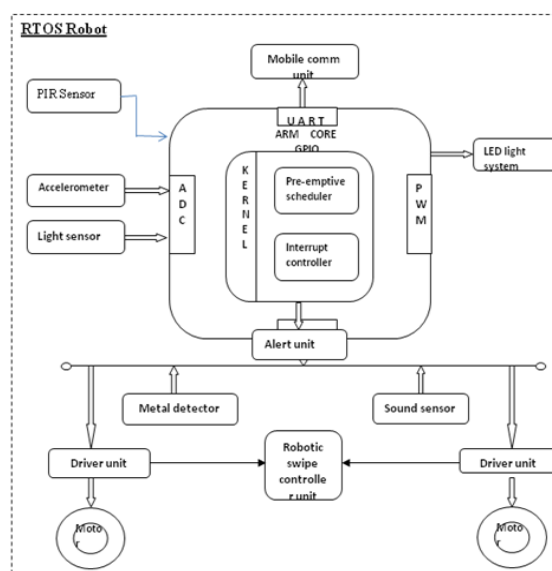 RTOS Robot
Mobile comm
unit
PIR Sensor
U A R T
ARM CORE
GPIO
LED light
system
K
E
R
N
E
L
Pre-emptive
scheduler
Accelerometer
A
D
C
P
W
M
Light sensor
Interrupt
controller
Alert unit
Metal detector
Sound sensor
Driver unit
Robotic
swipe
controlle
r unit
Driver unit
Moto
r
Moto
r